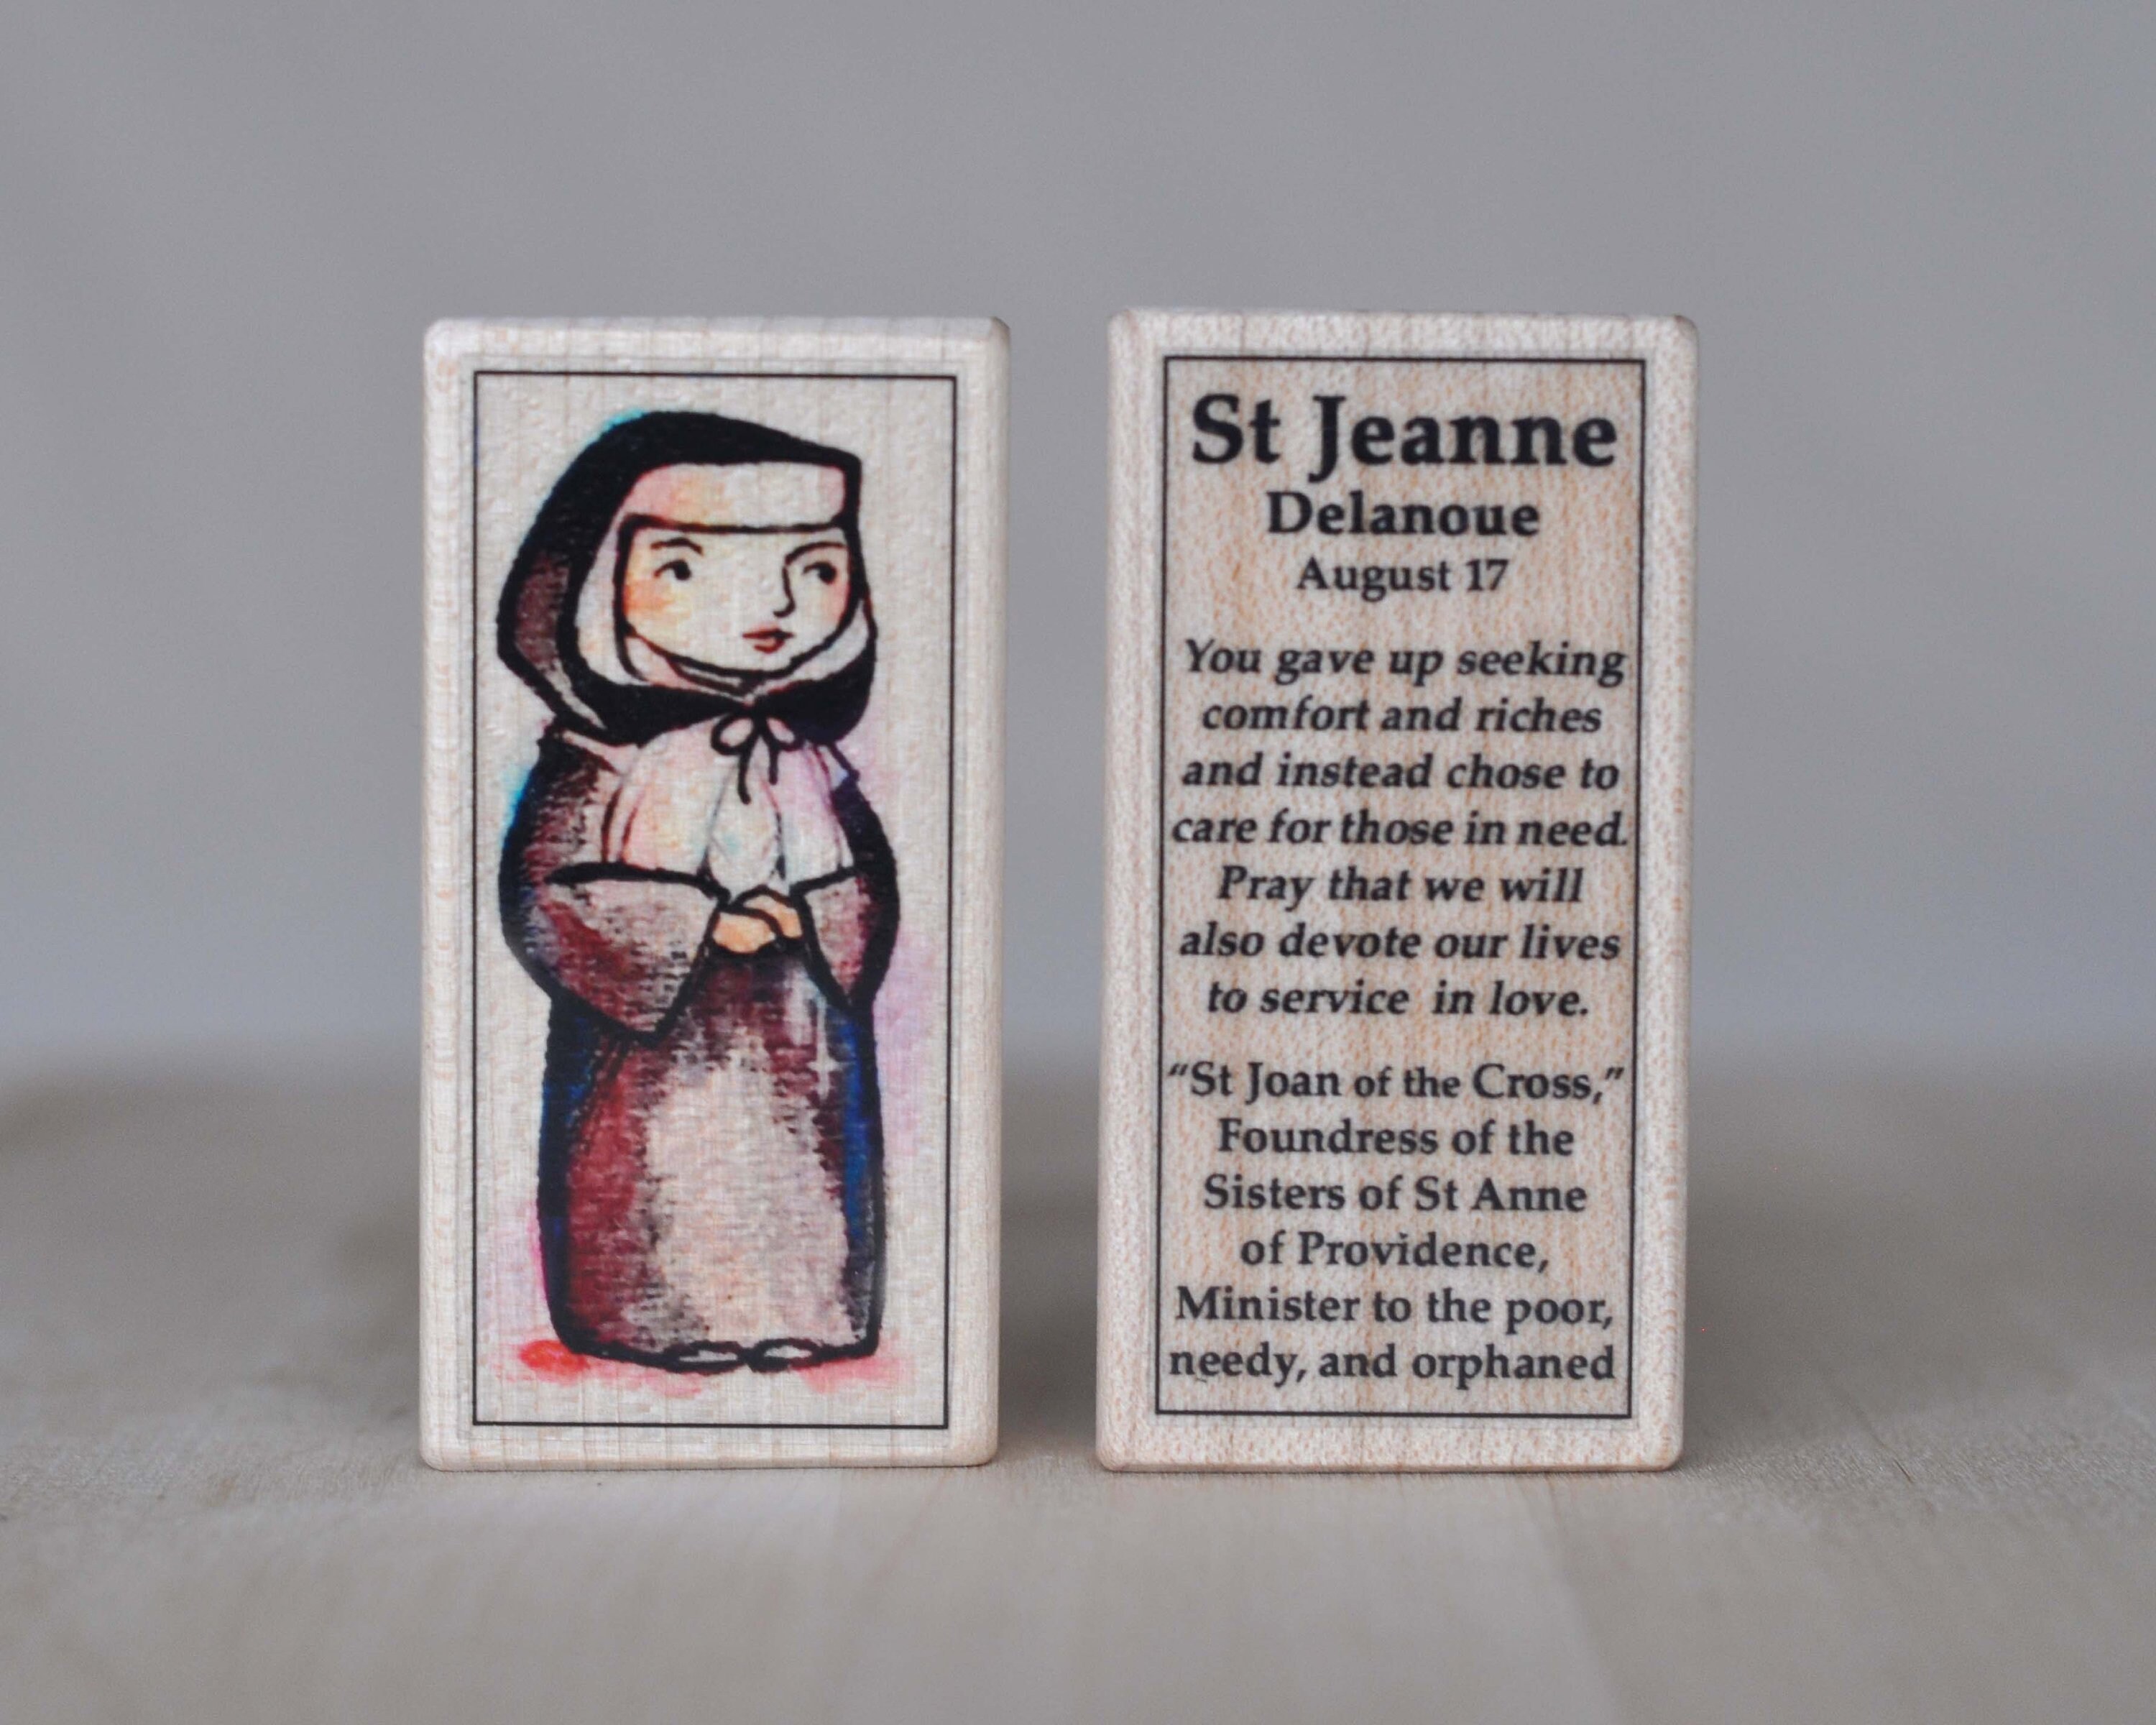 St Jeanne
Delanoue
August 17
You gave up seeking
comfort and riches
and instead chose to
care for those in need.
Pray that we will
also devote our lives
to service in love.
“St Joan of the Cross,”
Foundress of the
Sisters of St Anne
of Providence,
Minister to the poor,
needy, and orphaned